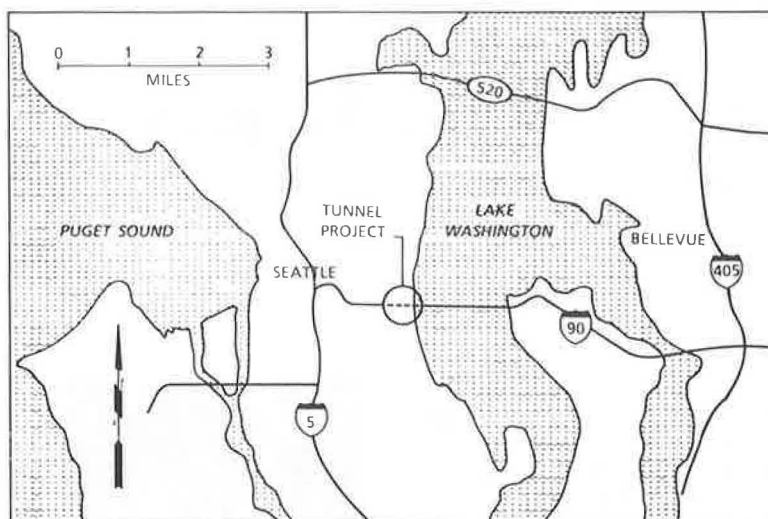 0 1 2 3
MILES
520
PUGET SOUND
TUNNEL
PROJECT
LAKE
WASHINGTON
BELLEVUE
SEATTLE
405
90
5